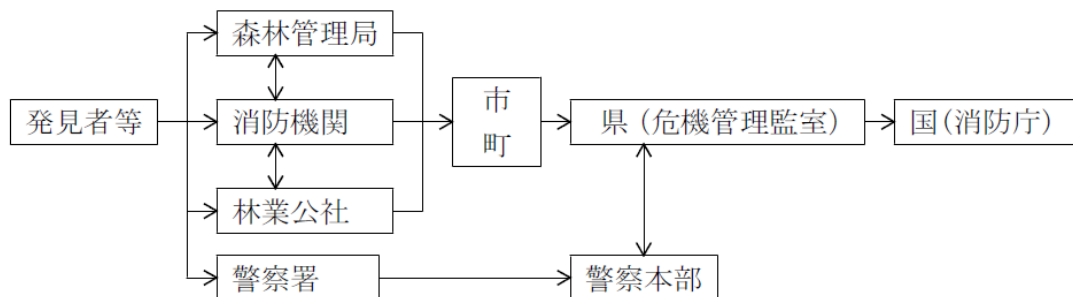 森林管理局
発見者等
消防機関
市
町
県（危機管理監室）
国（消防庁）
林業公社
警察署
警察本部